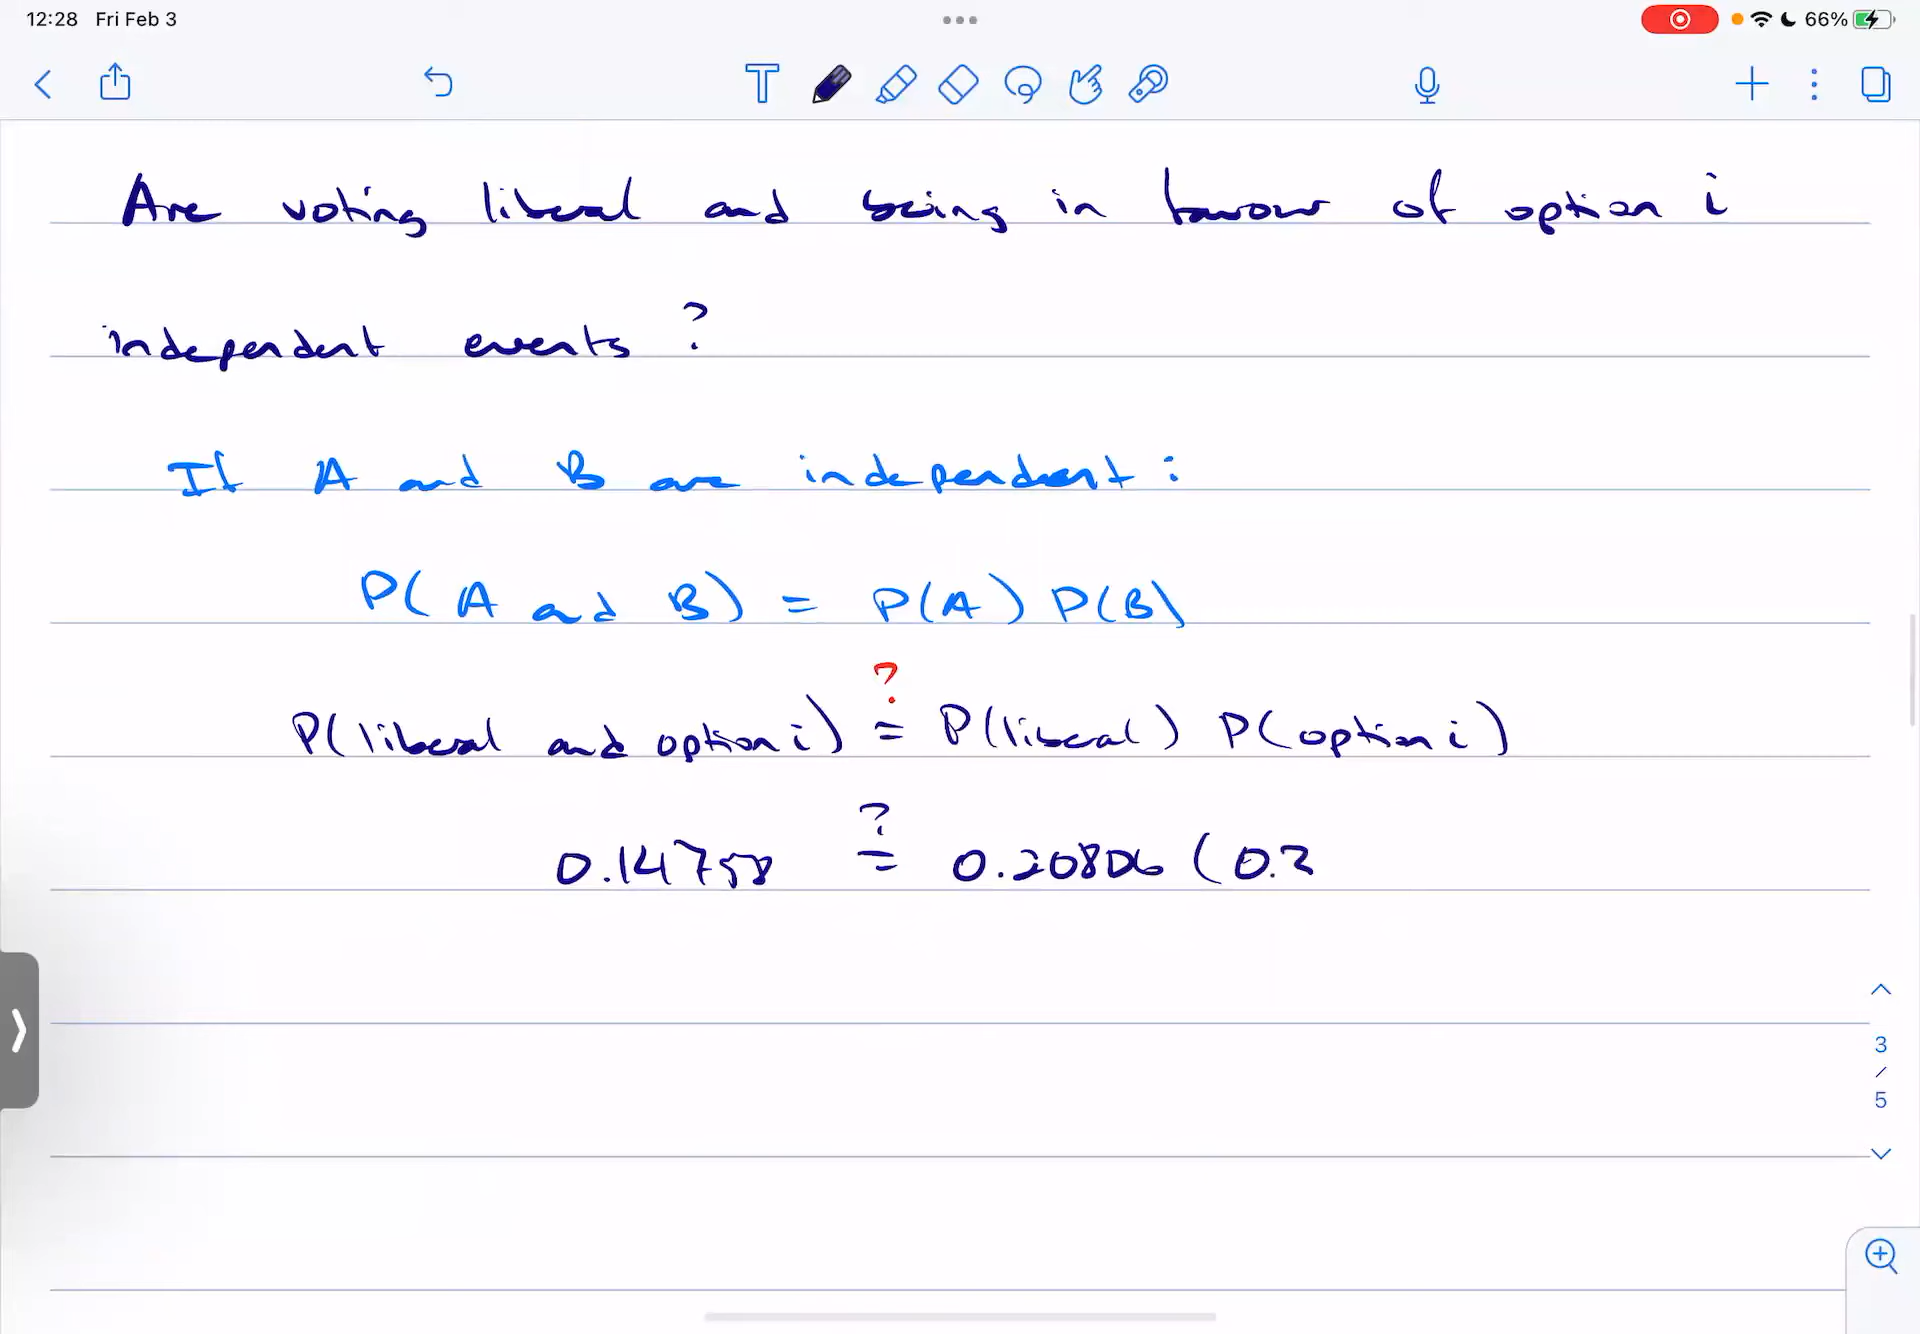 12:28 Fri Feb 3
66%
T
Are voting liberal and being in favour of option i
independent events ?
If A and B are independent :
P( A and B ) = P(A) P(B)
?
P( liberal and option i ) = P(liberal) P(option i)
?
0.14758 = 0.20806 ( 0.2
3
/
5